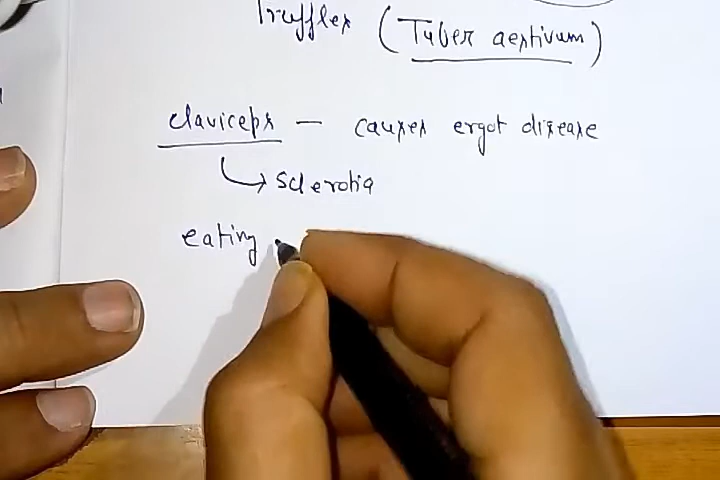 Truffles (Tuber aestivum)
claviceps — causes ergot disease
↳ Sclerotia
eating